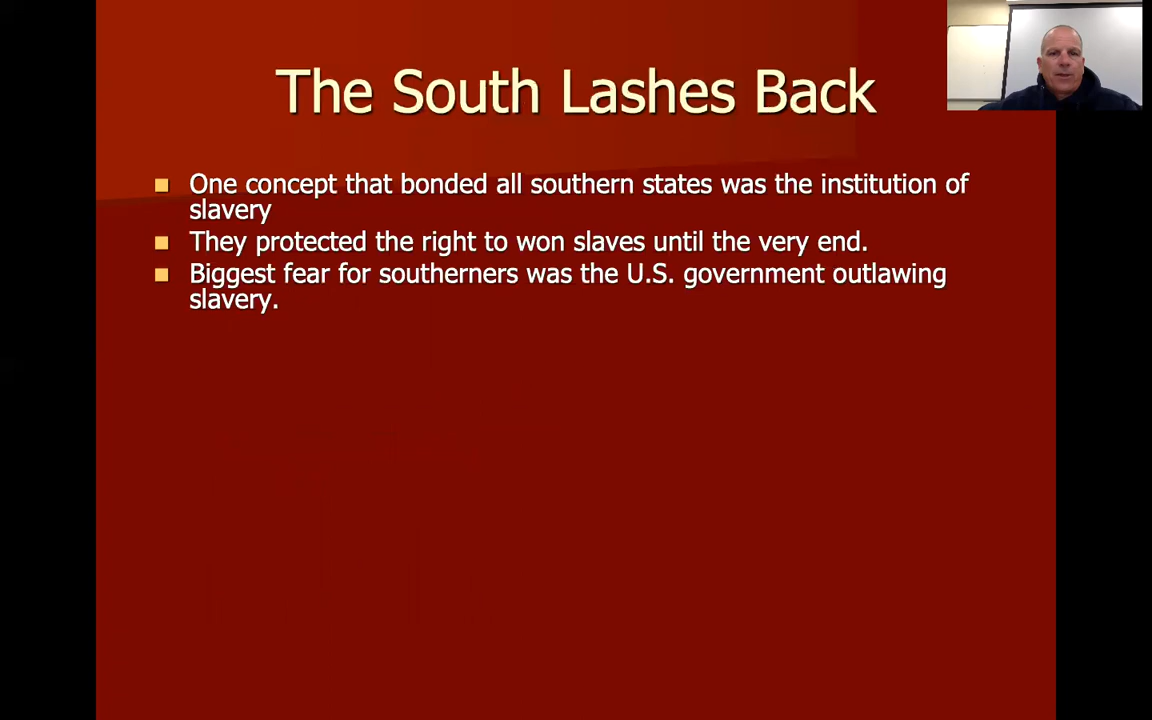 The South Lashes Back
One concept that bonded all southern states was the institution of
slavery
They protected the right to won slaves until the very end.
Biggest fear for southerners was the U.S. government outlawing
slavery.